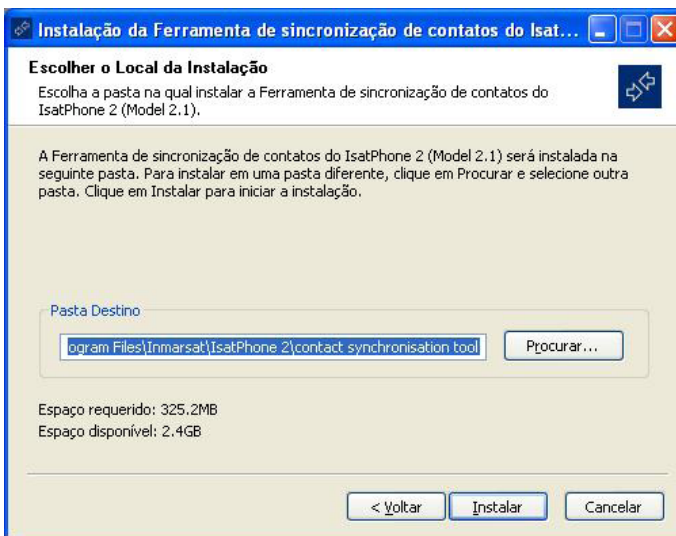 Instalação da Ferramenta de sincronização de contatos do Isat...
Escolher o Local da Instalação
Escolha a pasta na qual instalar a Ferramenta de sincronização de contatos do
IsatPhone 2 (Model 2.1).
A Ferramenta de sincronização de contatos do IsatPhone 2 (Model 2.1) será instalada na
seguinte pasta. Para instalar em uma pasta diferente, clique em Procurar e selecione outra
pasta. Clique em Instalar para iniciar a instalação.
Pasta Destino
ogram Files\Inmarsat\IsatPhone 2\contact synchronisation tool
Procurar...
Espaço requerido: 325.2MB
Espaço disponível: 2.4GB
< Voltar Instalar Cancelar